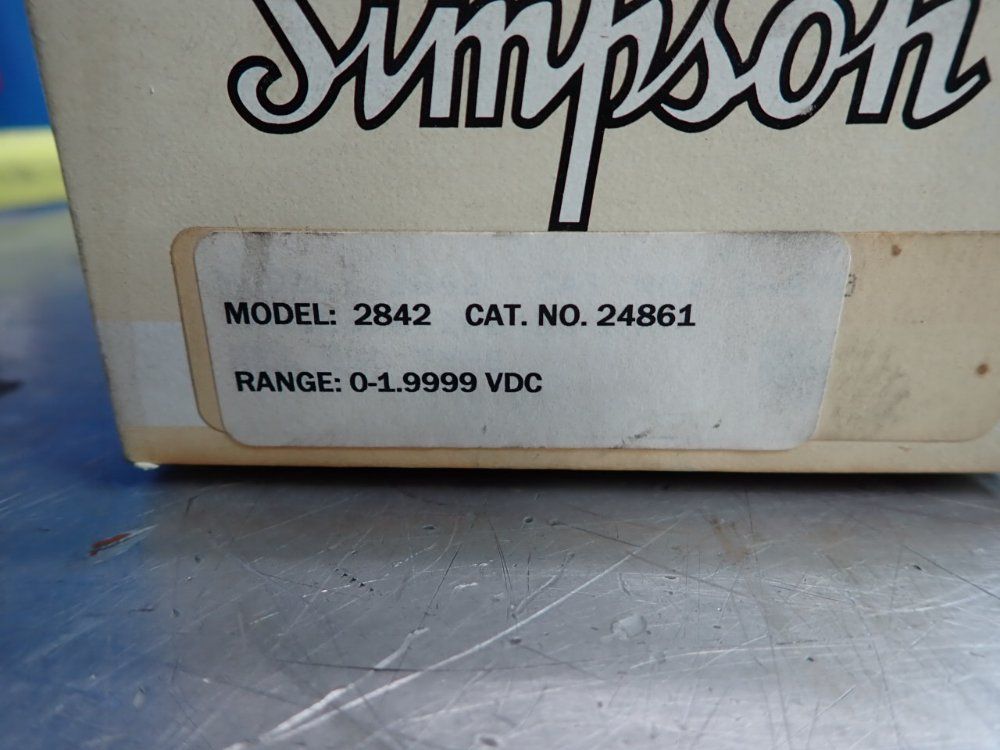 Simpson
MODEL: 2842 CAT. NO. 24861
RANGE: 0-1.9999 VDC